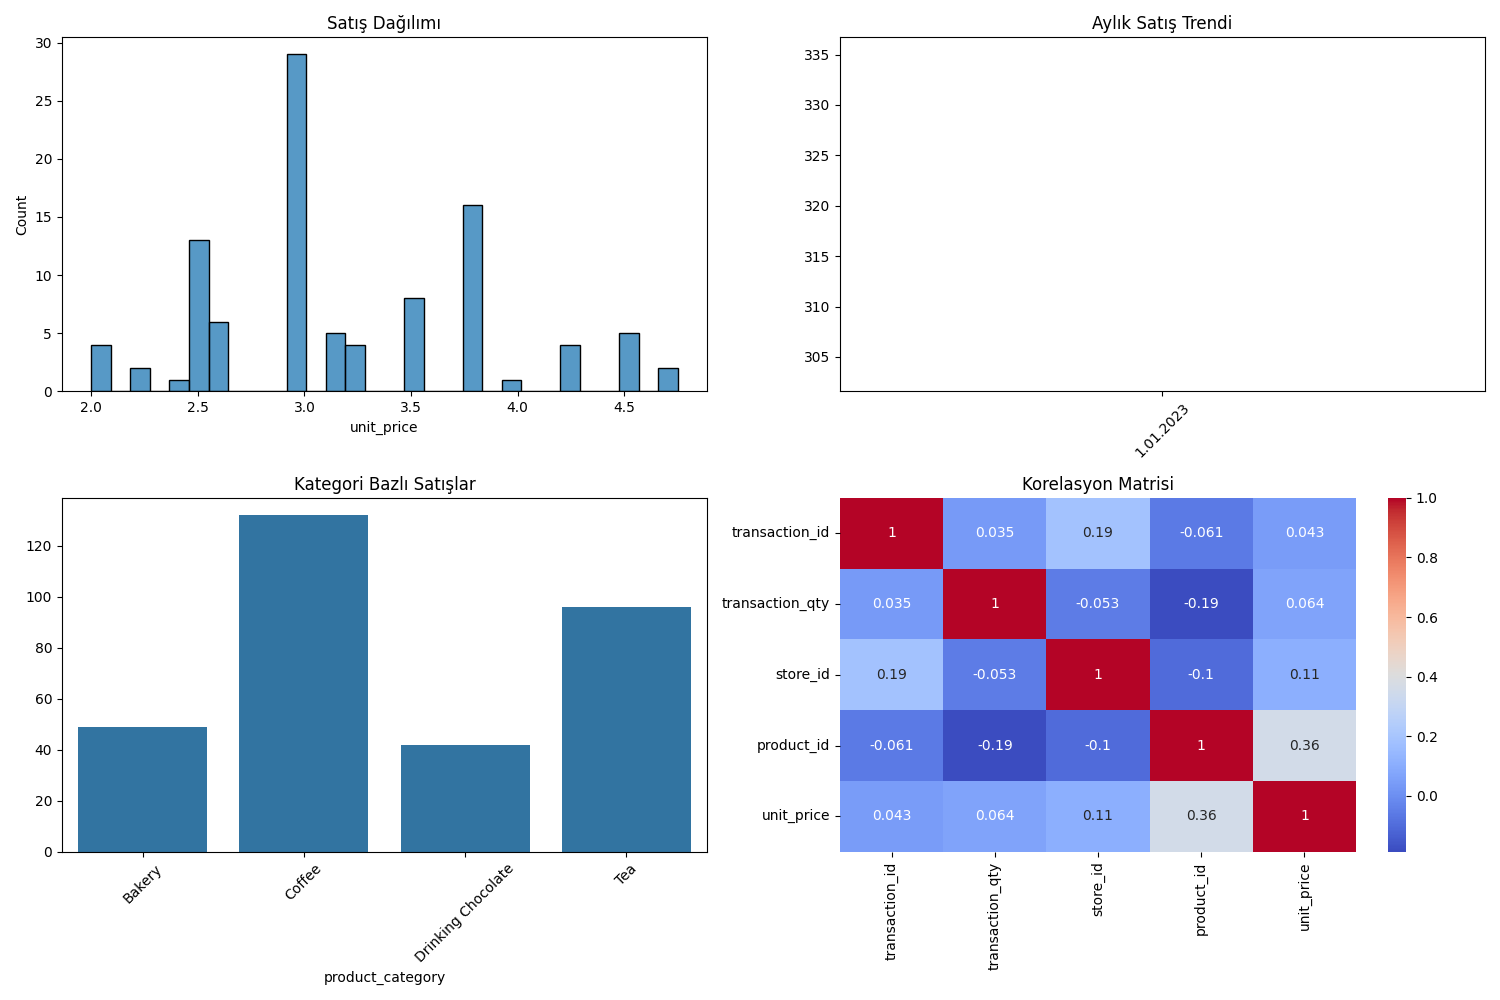 Satış Dağılımı
30
25
20
15
10
5
0
Count
2.0 2.5 3.0 3.5 4.0 4.5
unit_price
Aylık Satış Trendi
335
330
325
320
315
310
305
1.01.2023
Kategori Bazlı Satışlar
120
100
80
60
40
20
0
Bakery Coffee Drinking Chocolate Tea
product_category
Korelasyon Matrisi
transaction_id 1 0.035 0.19 -0.061 0.043
transaction_qty 0.035 1 -0.053 -0.19 0.064
store_id 0.19 -0.053 1 -0.1 0.11
product_id -0.061 -0.19 -0.1 1 0.36
unit_price 0.043 0.064 0.11 0.36 1
transaction_id transaction_qty store_id product_id unit_price
1.0
0.8
0.6
0.4
0.2
0.0